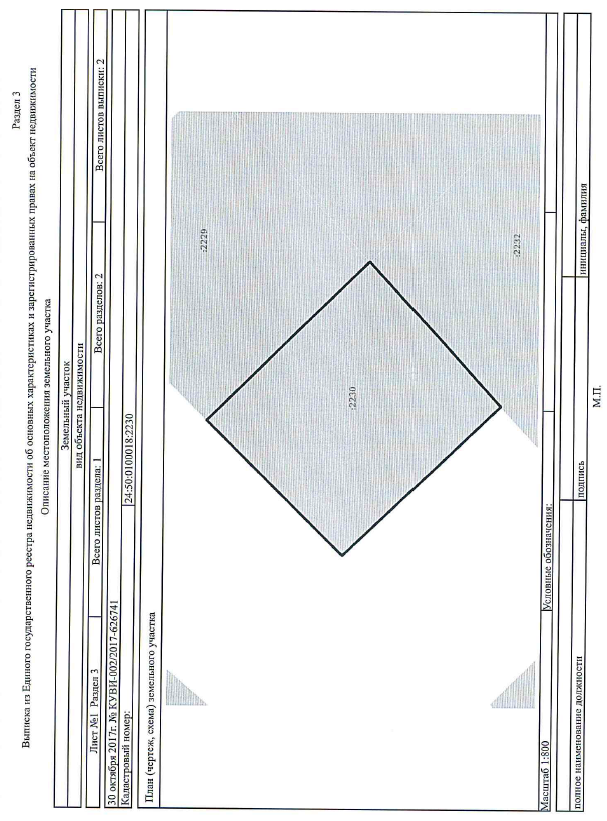 Раздел 3
Выписка из Единого государственного реестра недвижимости об основных характеристиках и зарегистрированных правах на объект недвижимости
Описание местоположения земельного участка
Земельный участок
вид объекта недвижимости
Лист №1 Раздел 3 Всего листов раздела: 1 Всего разделов: 2 Всего листов выписки: 2
30 октября 2017г. № КУВИ-002/2017-626741
Кадастровый номер: 24:50:0100018:2230
План (чертеж, схема) земельного участка
:2229
:2230
:2232
Масштаб 1:800 Условные обозначения:
полное наименование должности подпись инициалы, фамилия
М.П.